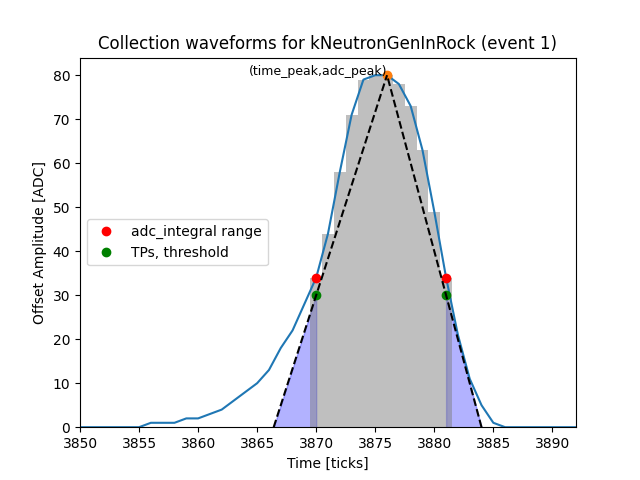 Collection waveforms for kNeutronGenInRock (event 1)
(time_peak,adc_peak)
80
70
60
50
40
30
20
10
0
Offset Amplitude [ADC]
adc_integral range
TPs, threshold
3850 3855 3860 3865 3870 3875 3880 3885 3890
Time [ticks]